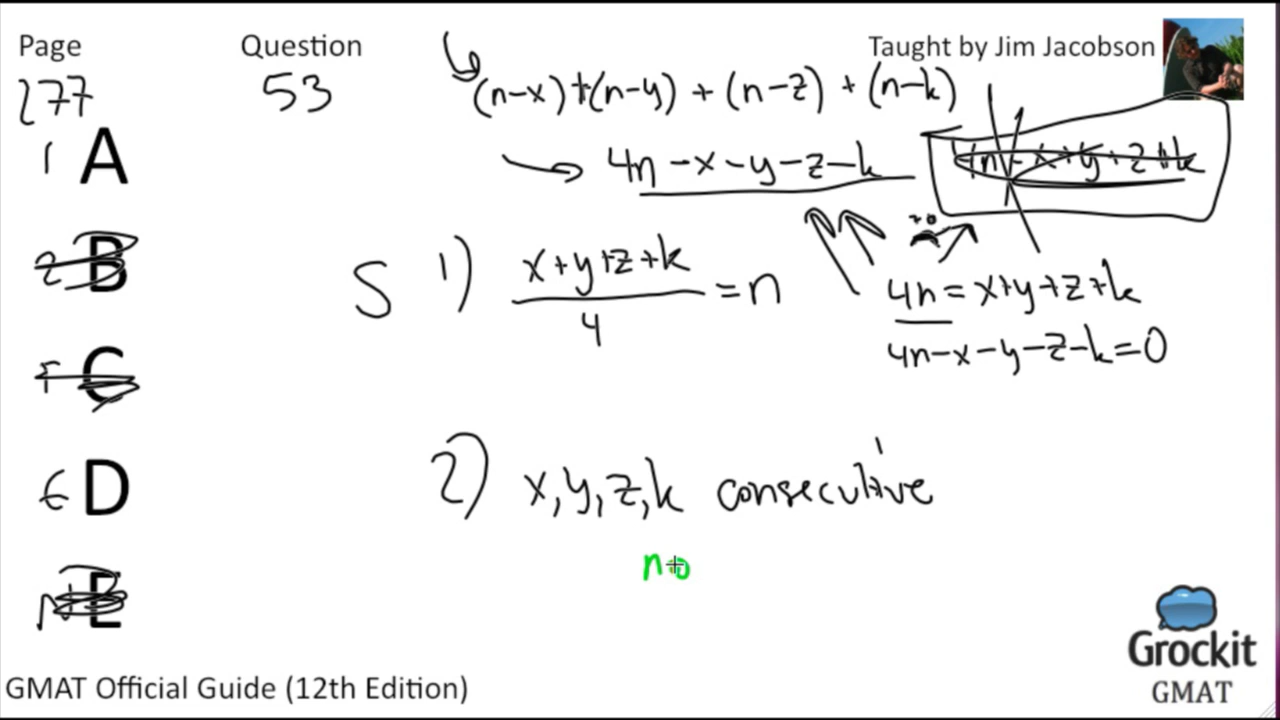 Page Question Taught by Jim Jacobson
277 53
(n-x)+(n-y) + (n-z) + (n-k)
1 A
4n -x-y-z-k
2 B
S 1) x+y+z+k / 4 = n
4n = x+y+z+k
4n-x-y-z-k=0
C
D
2) x, y, z, k consecutive
no
E
Grockit
GMAT
GMAT Official Guide (12th Edition)